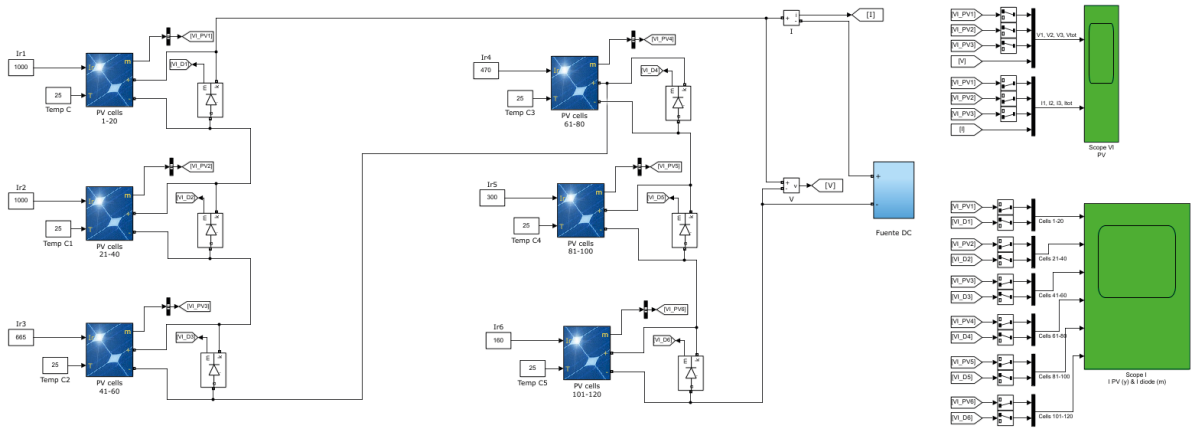 Ir1
1000
25
Temp C
Ir
T
m
+
-
PV cells
1-20
[VI_PV1]
[VI_D1]
m
k
a
Ir2
1000
25
Temp C1
Ir
T
m
+
-
PV cells
21-40
[VI_PV2]
[VI_D2]
m
k
a
Ir3
665
25
Temp C2
Ir
T
m
+
-
PV cells
41-60
[VI_PV3]
[VI_D3]
m
k
a
Ir4
470
25
Temp C3
Ir
T
m
+
-
PV cells
61-80
[VI_PV4]
[VI_D4]
m
k
a
Ir5
300
25
Temp C4
Ir
T
m
+
-
PV cells
81-100
[VI_PV5]
[VI_D5]
m
k
a
Ir6
160
25
Temp C5
Ir
T
m
+
-
PV cells
101-120
[VI_PV6]
[VI_D6]
m
k
a
+
i
-
I
[I]
+
-
v
V
[V]
+
-
Fuente DC
[VI_PV1]
[VI_PV2]
[VI_PV3]
[V]
V1, V2, V3, Vtot
[VI_PV1]
[VI_PV2]
[VI_PV3]
[I]
I1, I2, I3, Itot
Scope VI
PV
[VI_PV1]
[VI_D1]
Cells 1-20
[VI_PV2]
[VI_D2]
Cells 21-40
[VI_PV3]
[VI_D3]
Cells 41-60
[VI_PV4]
[VI_D4]
Cells 61-80
[VI_PV5]
[VI_D5]
Cells 81-100
[VI_PV6]
[VI_D6]
Cells 101-120
Scope I
I PV (y) & I diode (m)